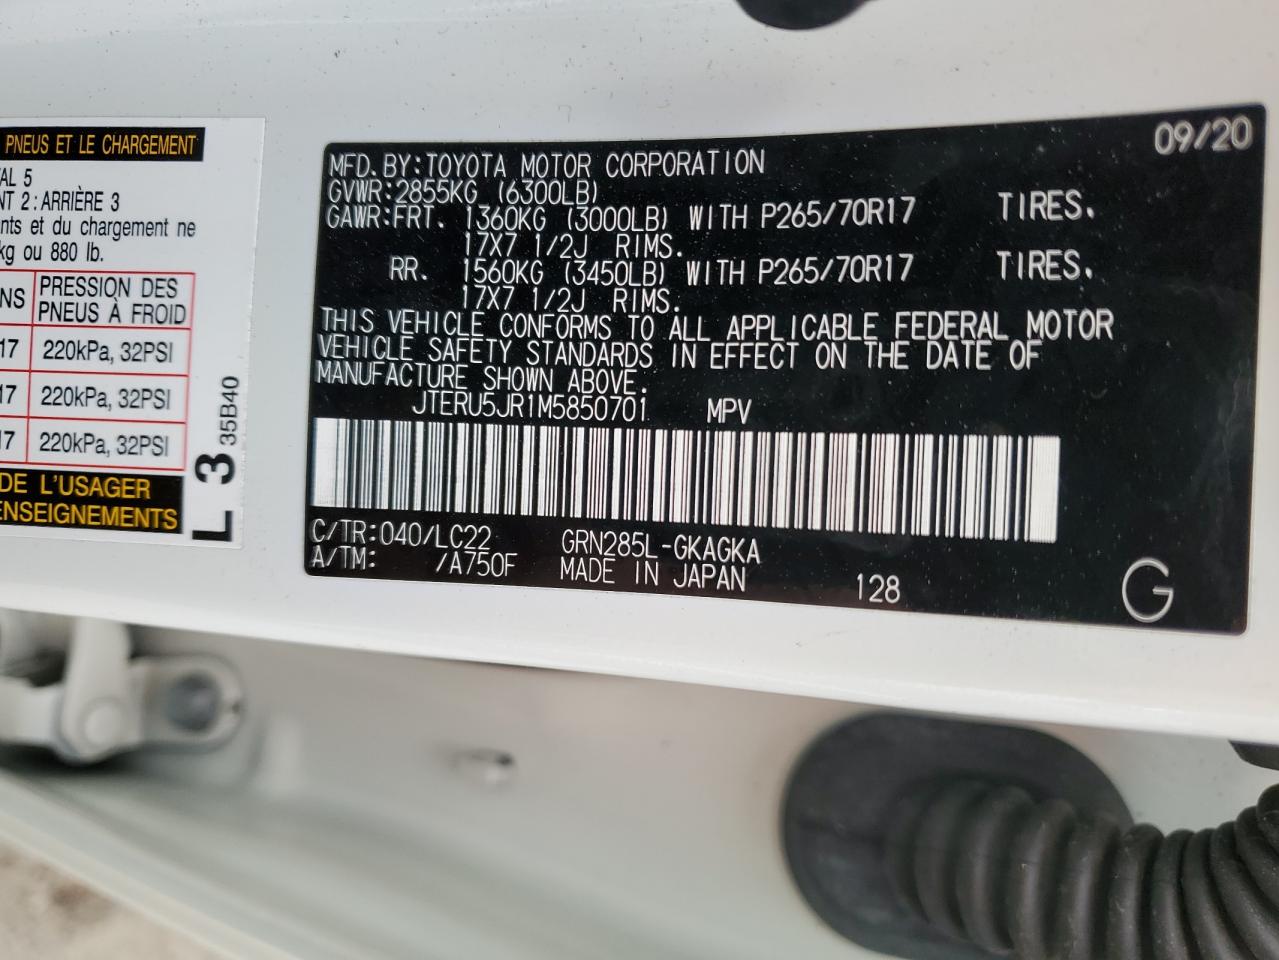 PNEUS ET LE CHARGEMENT
AL 5
NT 2: ARRIÈRE 3
nts et du chargement ne
kg ou 880 lb.
NS PRESSION DES
PNEUS À FROID
17 220kPa, 32PSI
17 220kPa, 32PSI
17 220kPa, 32PSI
DE L'USAGER
ENSEIGNEMENTS
L 3 35B40
09/20
MFD. BY: TOYOTA MOTOR CORPORATION
GVWR: 2855KG (6300LB)
GAWR: FRT. 1360KG (3000LB) WITH P265/70R17 TIRES.
17X7 1/2J RIMS.
RR. 1560KG (3450LB) WITH P265/70R17 TIRES.
17X7 1/2J RIMS.
THIS VEHICLE CONFORMS TO ALL APPLICABLE FEDERAL MOTOR
VEHICLE SAFETY STANDARDS IN EFFECT ON THE DATE OF
MANUFACTURE SHOWN ABOVE.
JTERU5JR1M5850701 MPV
C/TR: 040/LC22 GRN285L-GKAGKA
A/TM: /A750F MADE IN JAPAN 128 G